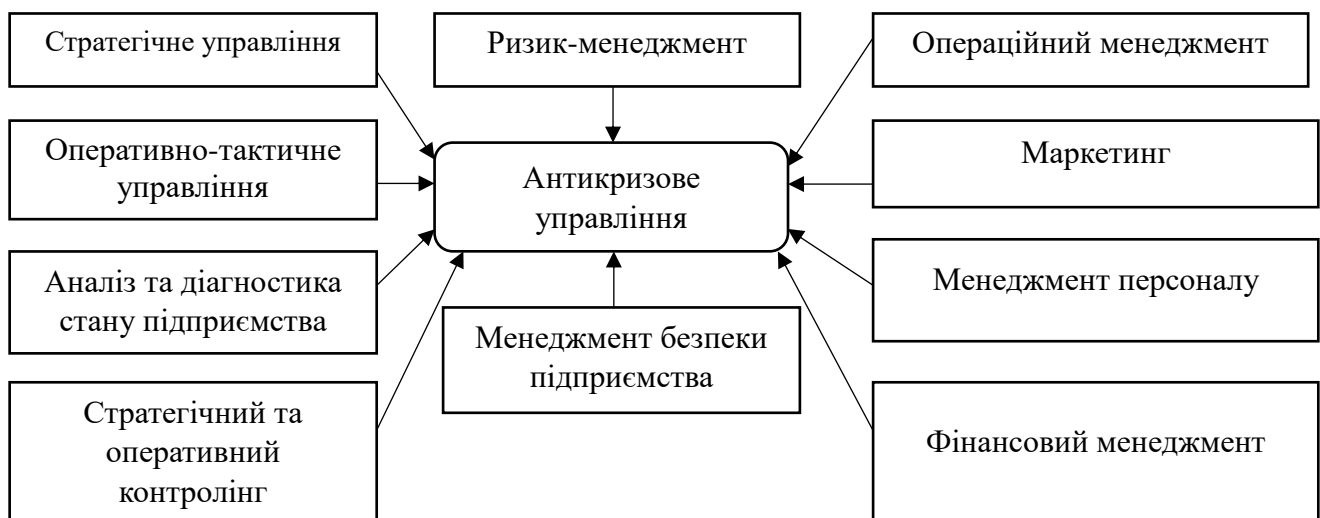 Стратегічне управління
Ризик-менеджмент
Операційний менеджмент
Оперативно-тактичне
управління
Антикризове
управління
Маркетинг
Аналіз та діагностика
стану підприємства
Менеджмент безпеки
підприємства
Менеджмент персоналу
Стратегічний та
оперативний
контролінг
Фінансовий менеджмент